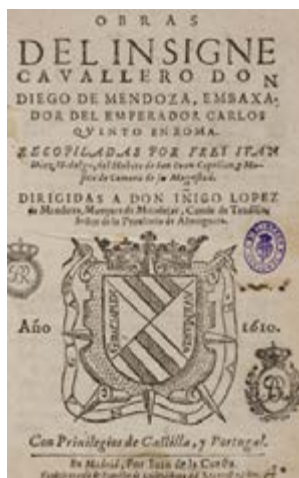 OBRAS
DEL INSIGNE
CAVALLERO DON
DIEGO DE MENDOZA, EMBAXA-
DOR DEL EMPERADOR CARLOS
QVINTO EN ROMA.
RECOPILADAS POR FREY IVAN
Diaz Hidalgo, del Habito de San Iuan, Capellan, y Mu-
sico de Camara de su Magestad.
DIRIGIDAS A DON IÑIGO LOPEZ
de Mendoza, Marques de Mondejar, Conde de Tendilla,
Señor de la Prouincia de Almoguera.
Año 1610.
Con Priuilegios de Castilla, y Portugal.
En Madrid, Por Iuan de la Cuesta.